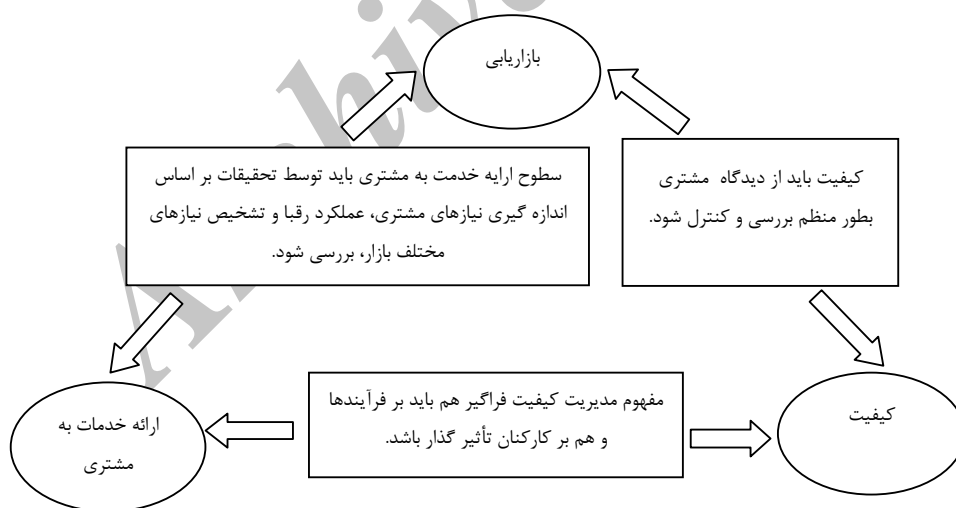 بازاریابی
کیفیت باید از دیدگاه مشتری
بطور منظم بررسی و کنترل شود.
سطوح ارایه خدمت به مشتری باید توسط تحقیقات بر اساس
اندازه گیری نیازهای مشتری، عملکرد رقبا و تشخیص نیازهای
مختلف بازار، بررسی شود.
کیفیت
مفهوم مدیریت کیفیت فراگیر هم باید بر فرآیندها
و هم بر کارکنان تأثیر گذار باشد.
ارائه خدمات به
مشتری